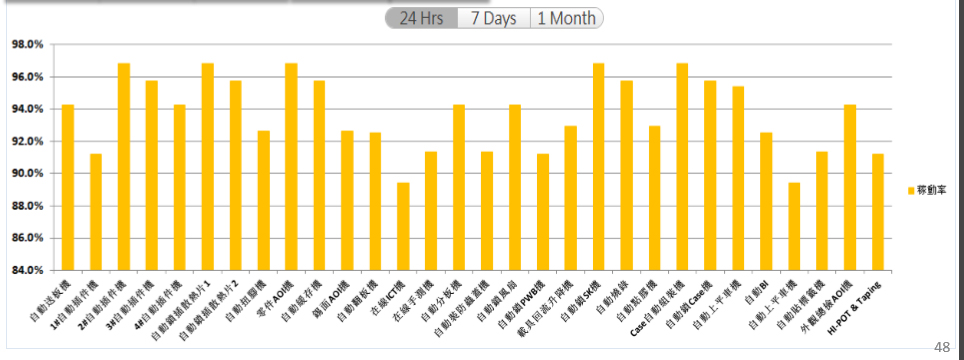 24 Hrs 7 Days 1 Month
98.0%
96.0%
94.0%
92.0%
90.0%
88.0%
86.0%
84.0%
稼動率
自動送板機
1#自動插件機
2#自動插件機
3#自動插件機
4#自動插件機
自動鎖插散熱片1
自動鎖插散熱片2
自動扭腳機
零件AOI機
自動緩存機
錫面AOI機
自動翻板機
在線ICT機
在線手測機
自動分板機
自動裝防蟲蓋機
自動鎖風扇
自動鎖PWB機
載具回流升降機
自動鎖SK機
自動燒錄
自動點膠機
Case自動組裝機
自動鎖Case機
自動上平車機
自動BI
自動上平車機
自動貼標籤機
外觀總檢AOI機
HI-POT & Taping
48